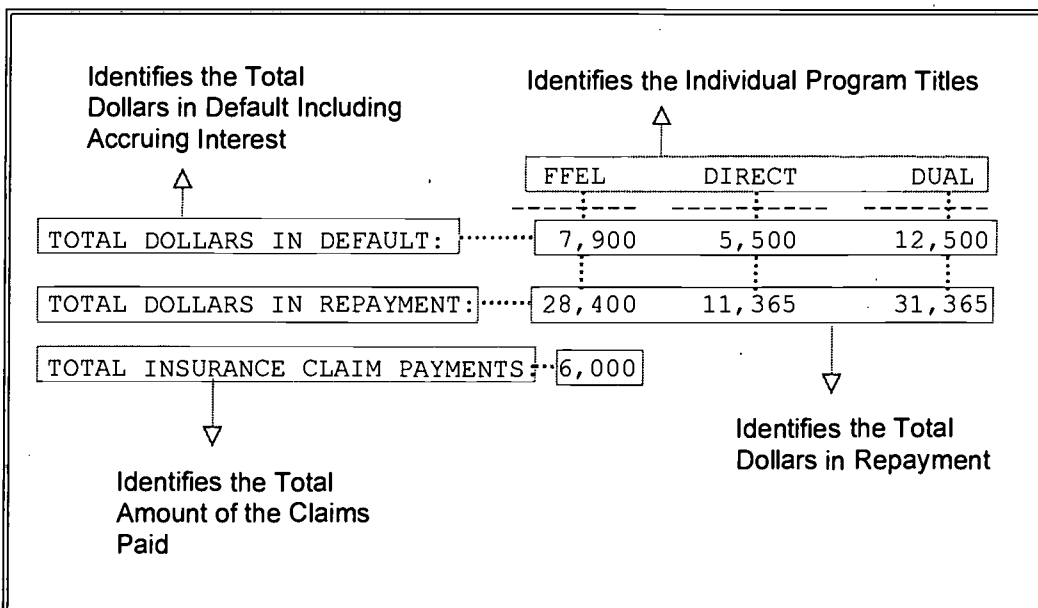 Identifies the Total
Dollars in Default Including
Accruing Interest
Identifies the Individual Program Titles
FFEL DIRECT DUAL
TOTAL DOLLARS IN DEFAULT: 7,900 5,500 12,500
TOTAL DOLLARS IN REPAYMENT: 28,400 11,365 31,365
TOTAL INSURANCE CLAIM PAYMENTS: 6,000
Identifies the Total
Dollars in Repayment
Identifies the Total
Amount of the Claims
Paid